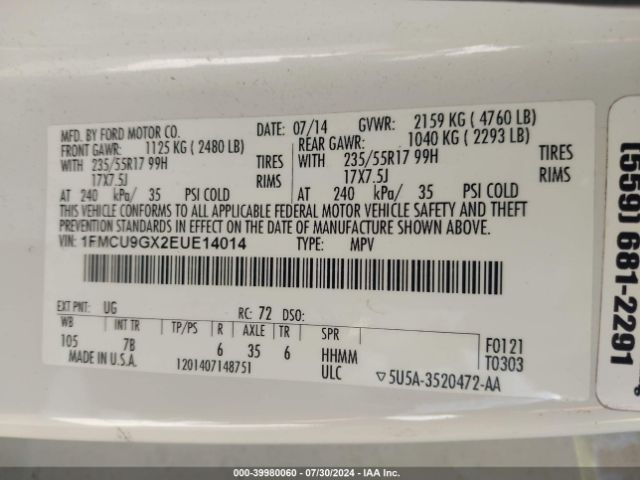 MFD. BY FORD MOTOR CO. DATE: 07/14 GVWR: 2159 KG ( 4760 LB)
FRONT GAWR: 1125 KG ( 2480 LB) REAR GAWR: 1040 KG ( 2293 LB)
WITH 235/55R17 99H TIRES WITH 235/55R17 99H TIRES
17X7.5J RIMS 17X7.5J RIMS
AT 240 kPa/ 35 PSI COLD AT 240 kPa/ 35 PSI COLD
THIS VEHICLE CONFORMS TO ALL APPLICABLE FEDERAL MOTOR VEHICLE SAFETY AND THEFT
PREVENTION STANDARDS IN EFFECT ON THE DATE OF MANUFACTURE SHOWN ABOVE.
VIN: 1FMCU9GX2EUE14014 TYPE: MPV
EXT PNT: UG RC: 72 DSO:
WB INT TR TP/PS R AXLE TR SPR
105 7B 6 35 6 HHMM F0121
MADE IN U.S.A. 1201407148751 ULC ▽5U5A-3520472-AA T0303
(559) 681-2291
000-39980060 - 07/30/2024 - IAAI.COM